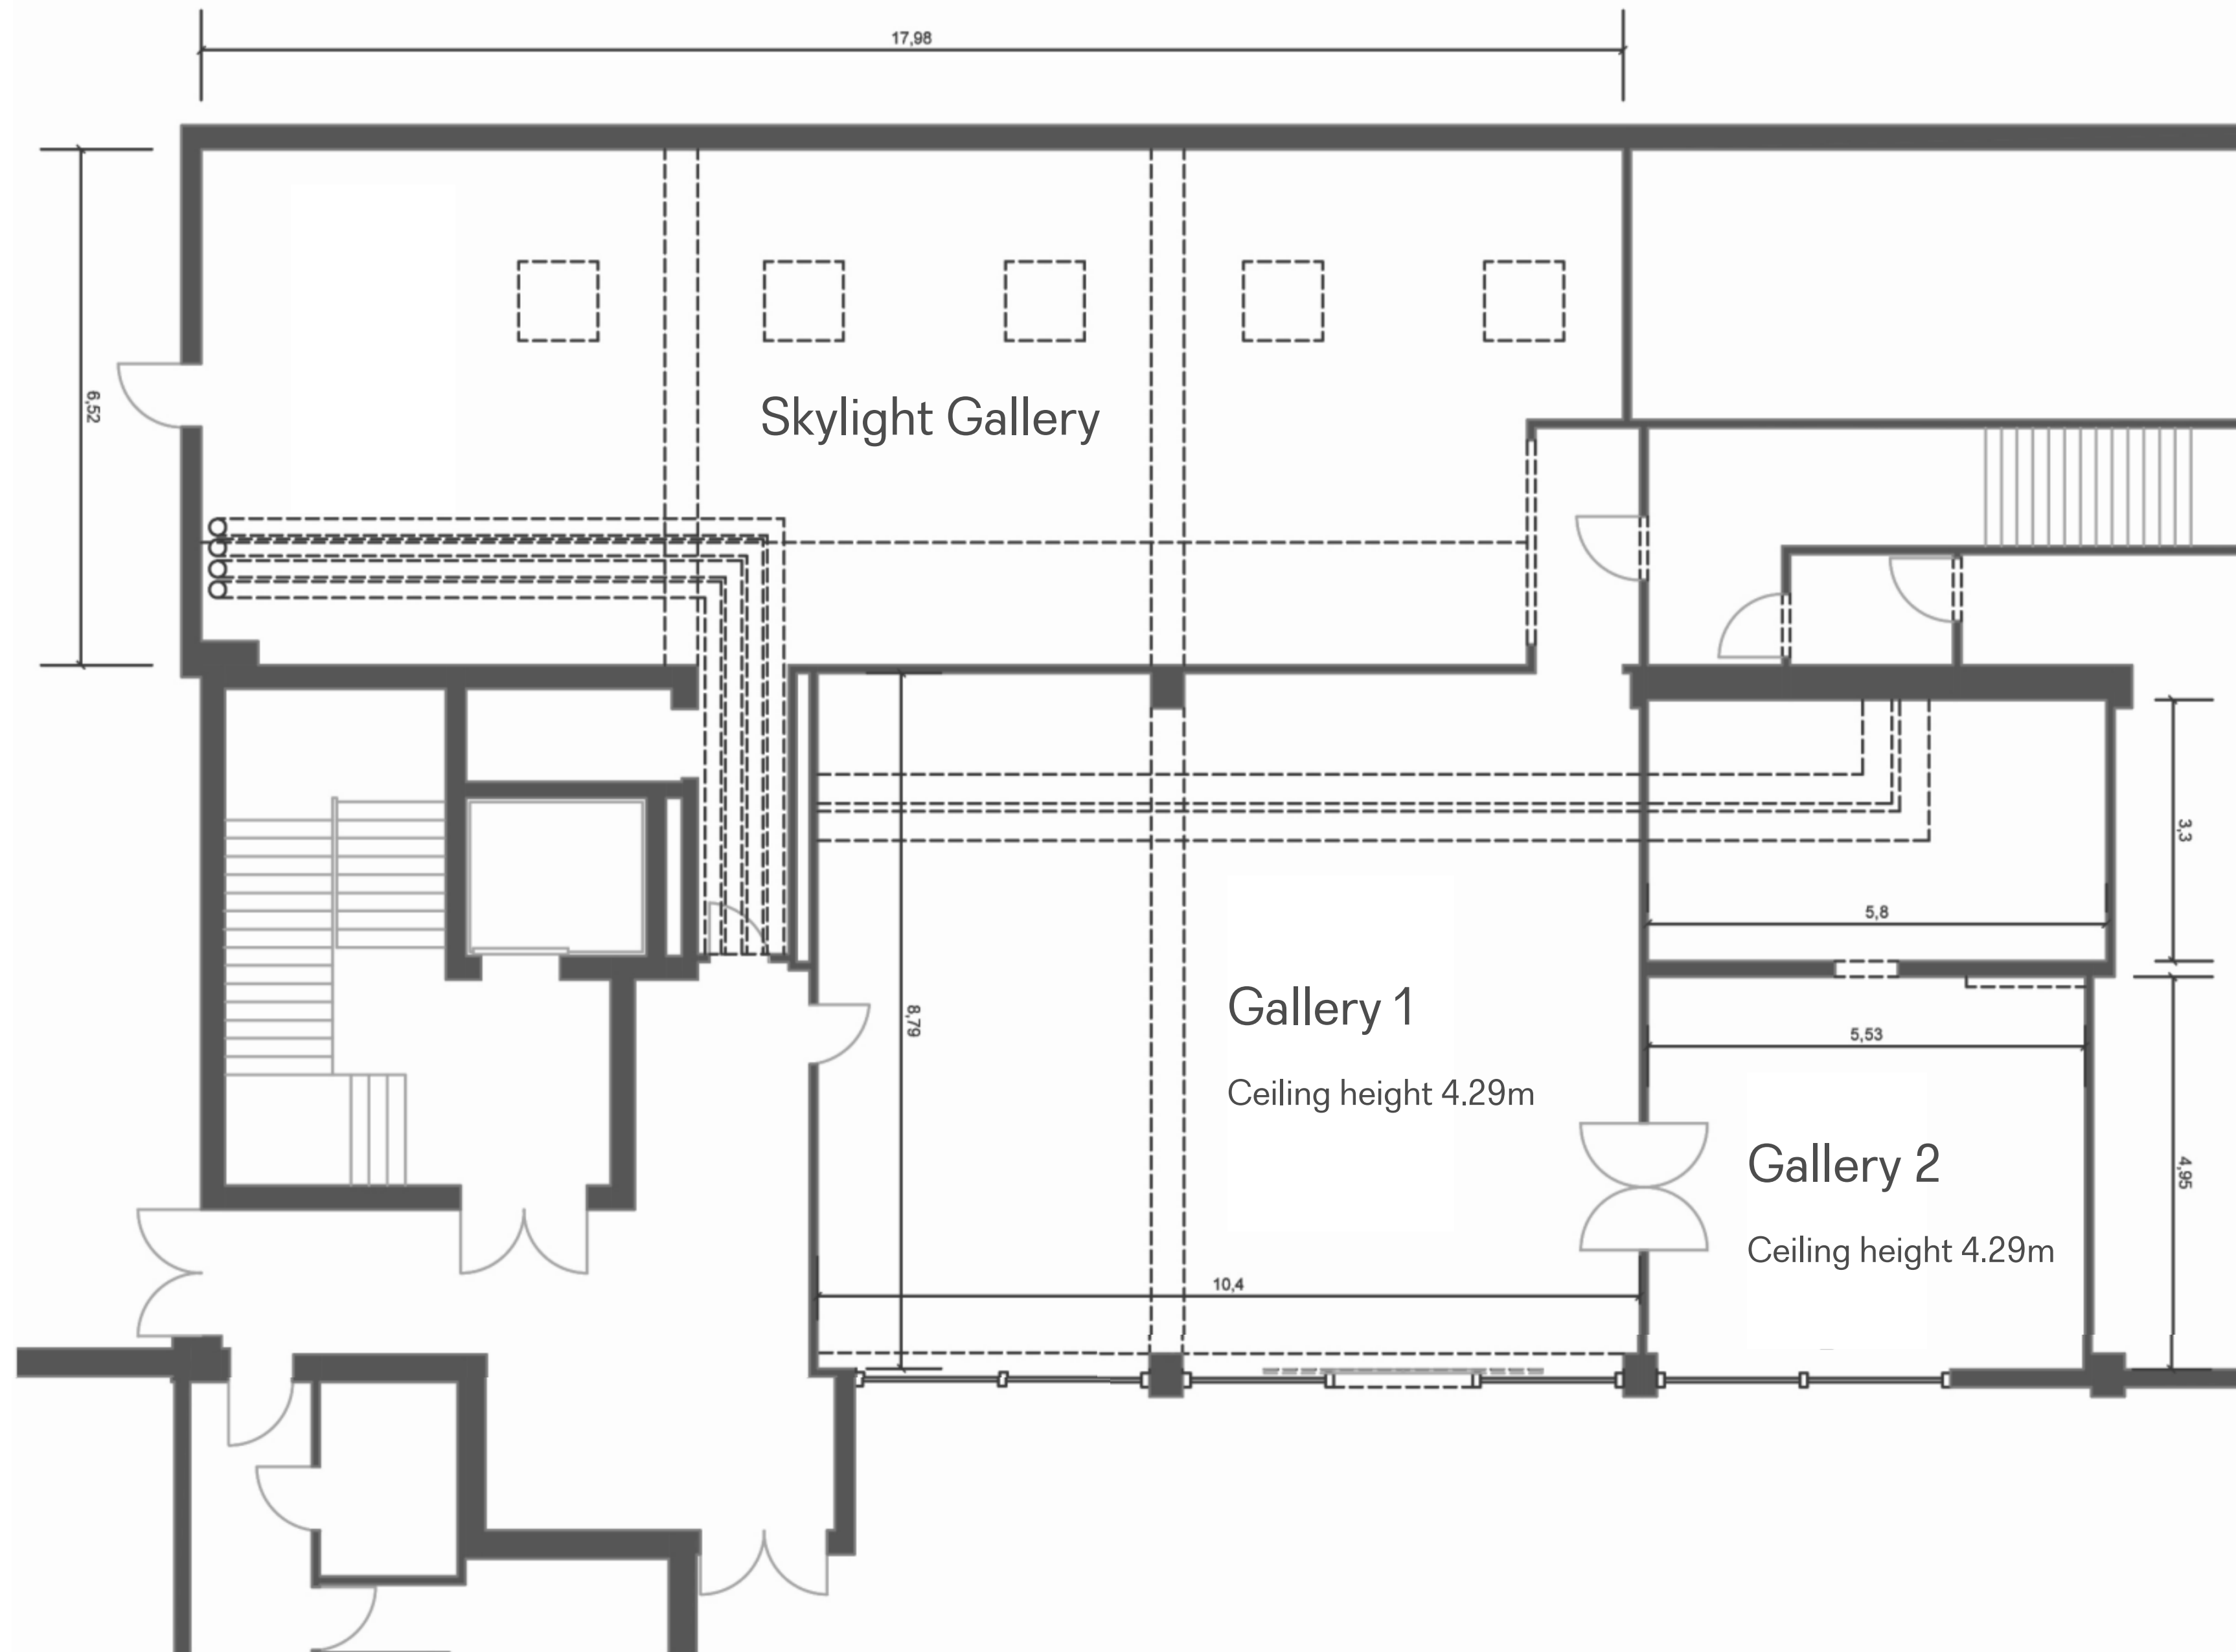 17,98
6,52
Skylight Gallery
3,3
5,8
8,79
Gallery 1
5,53
Ceiling height 4.29m
Gallery 2
4,95
Ceiling height 4.29m
10,4